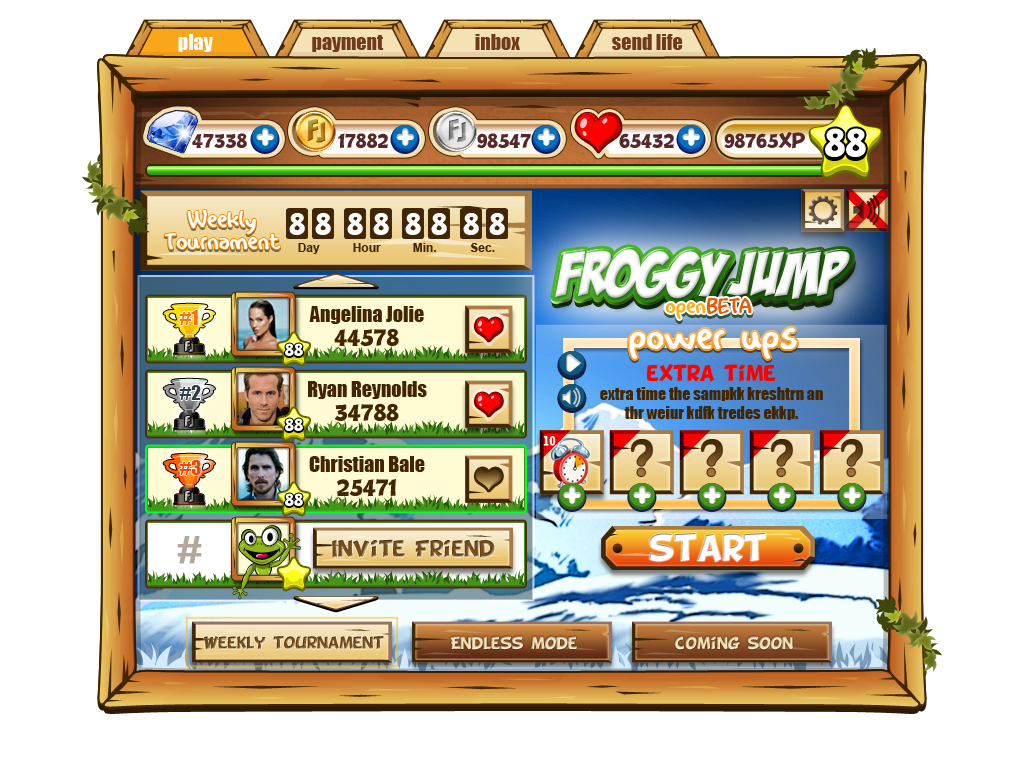 play payment inbox send life
47338 FJ 17882 FJ 98547 65432 98765XP 88
Weekly
Tournament
88 88 88 88
Day Hour Min. Sec.
FROGGY JUMP
openBETA
#1 Angelina Jolie
44578
88
#2 Ryan Reynolds
34788
88
#3 Christian Bale
25471
88
# INVITE FRIEND
power ups
EXTRA TIME
extra time the sampkk kreshtrn an
thr weiur kdfk tredes ekkp.
10 ? ? ? ?
START
WEEKLY TOURNAMENT ENDLESS MODE COMING SOON